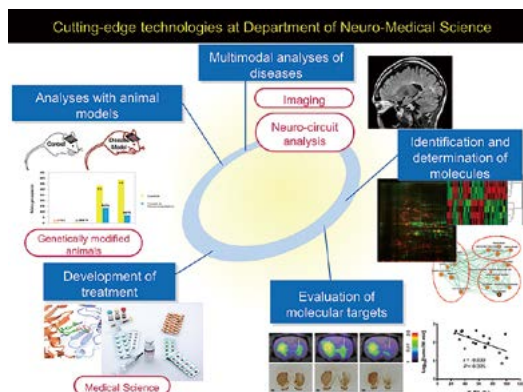 Cutting-edge technologies at Department of Neuro-Medical Science
Multimodal analyses of
diseases
Imaging
Neuro-circuit
analysis
Analyses with animal
models
Control
Disease
Model
Genetically modified
animals
Identification and
determination of
molecules
Development of
treatment
Medical Science
Evaluation of
molecular targets